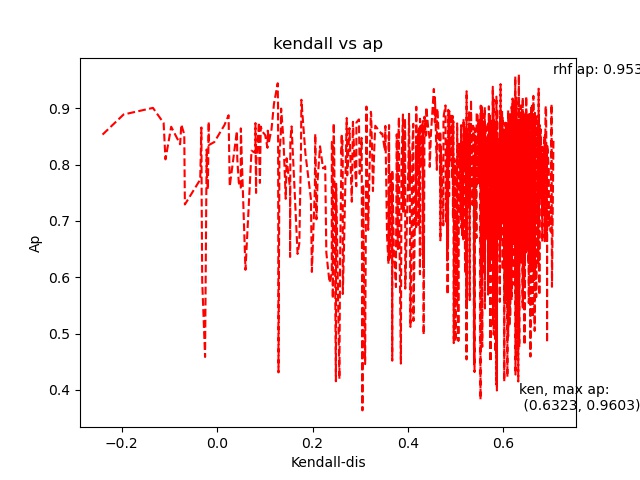 kendall vs ap
rhf ap: 0.953
Ap
0.9
0.8
0.7
0.6
0.5
0.4
ken, max ap:
(0.6323, 0.9603)
−0.2
0.0
0.2
0.4
0.6
Kendall-dis